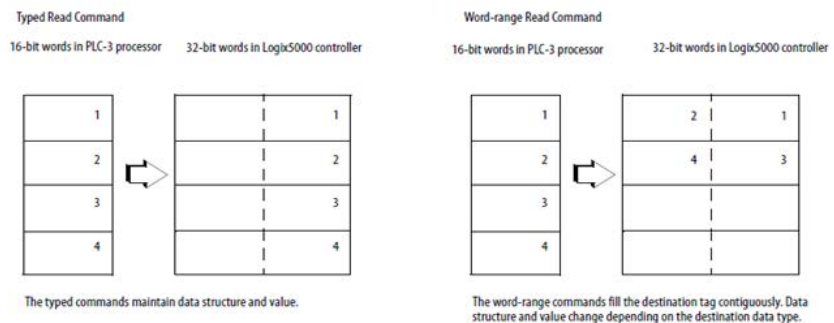 Typed Read Command
16-bit words in PLC-3 processor
32-bit words in Logix5000 controller
1
2
3
4
1
2
3
4
The typed commands maintain data structure and value.
Word-range Read Command
16-bit words in PLC-3 processor
32-bit words in Logix5000 controller
1
2
3
4
2 1
4 3
The word-range commands fill the destination tag contiguously. Data
structure and value change depending on the destination data type.